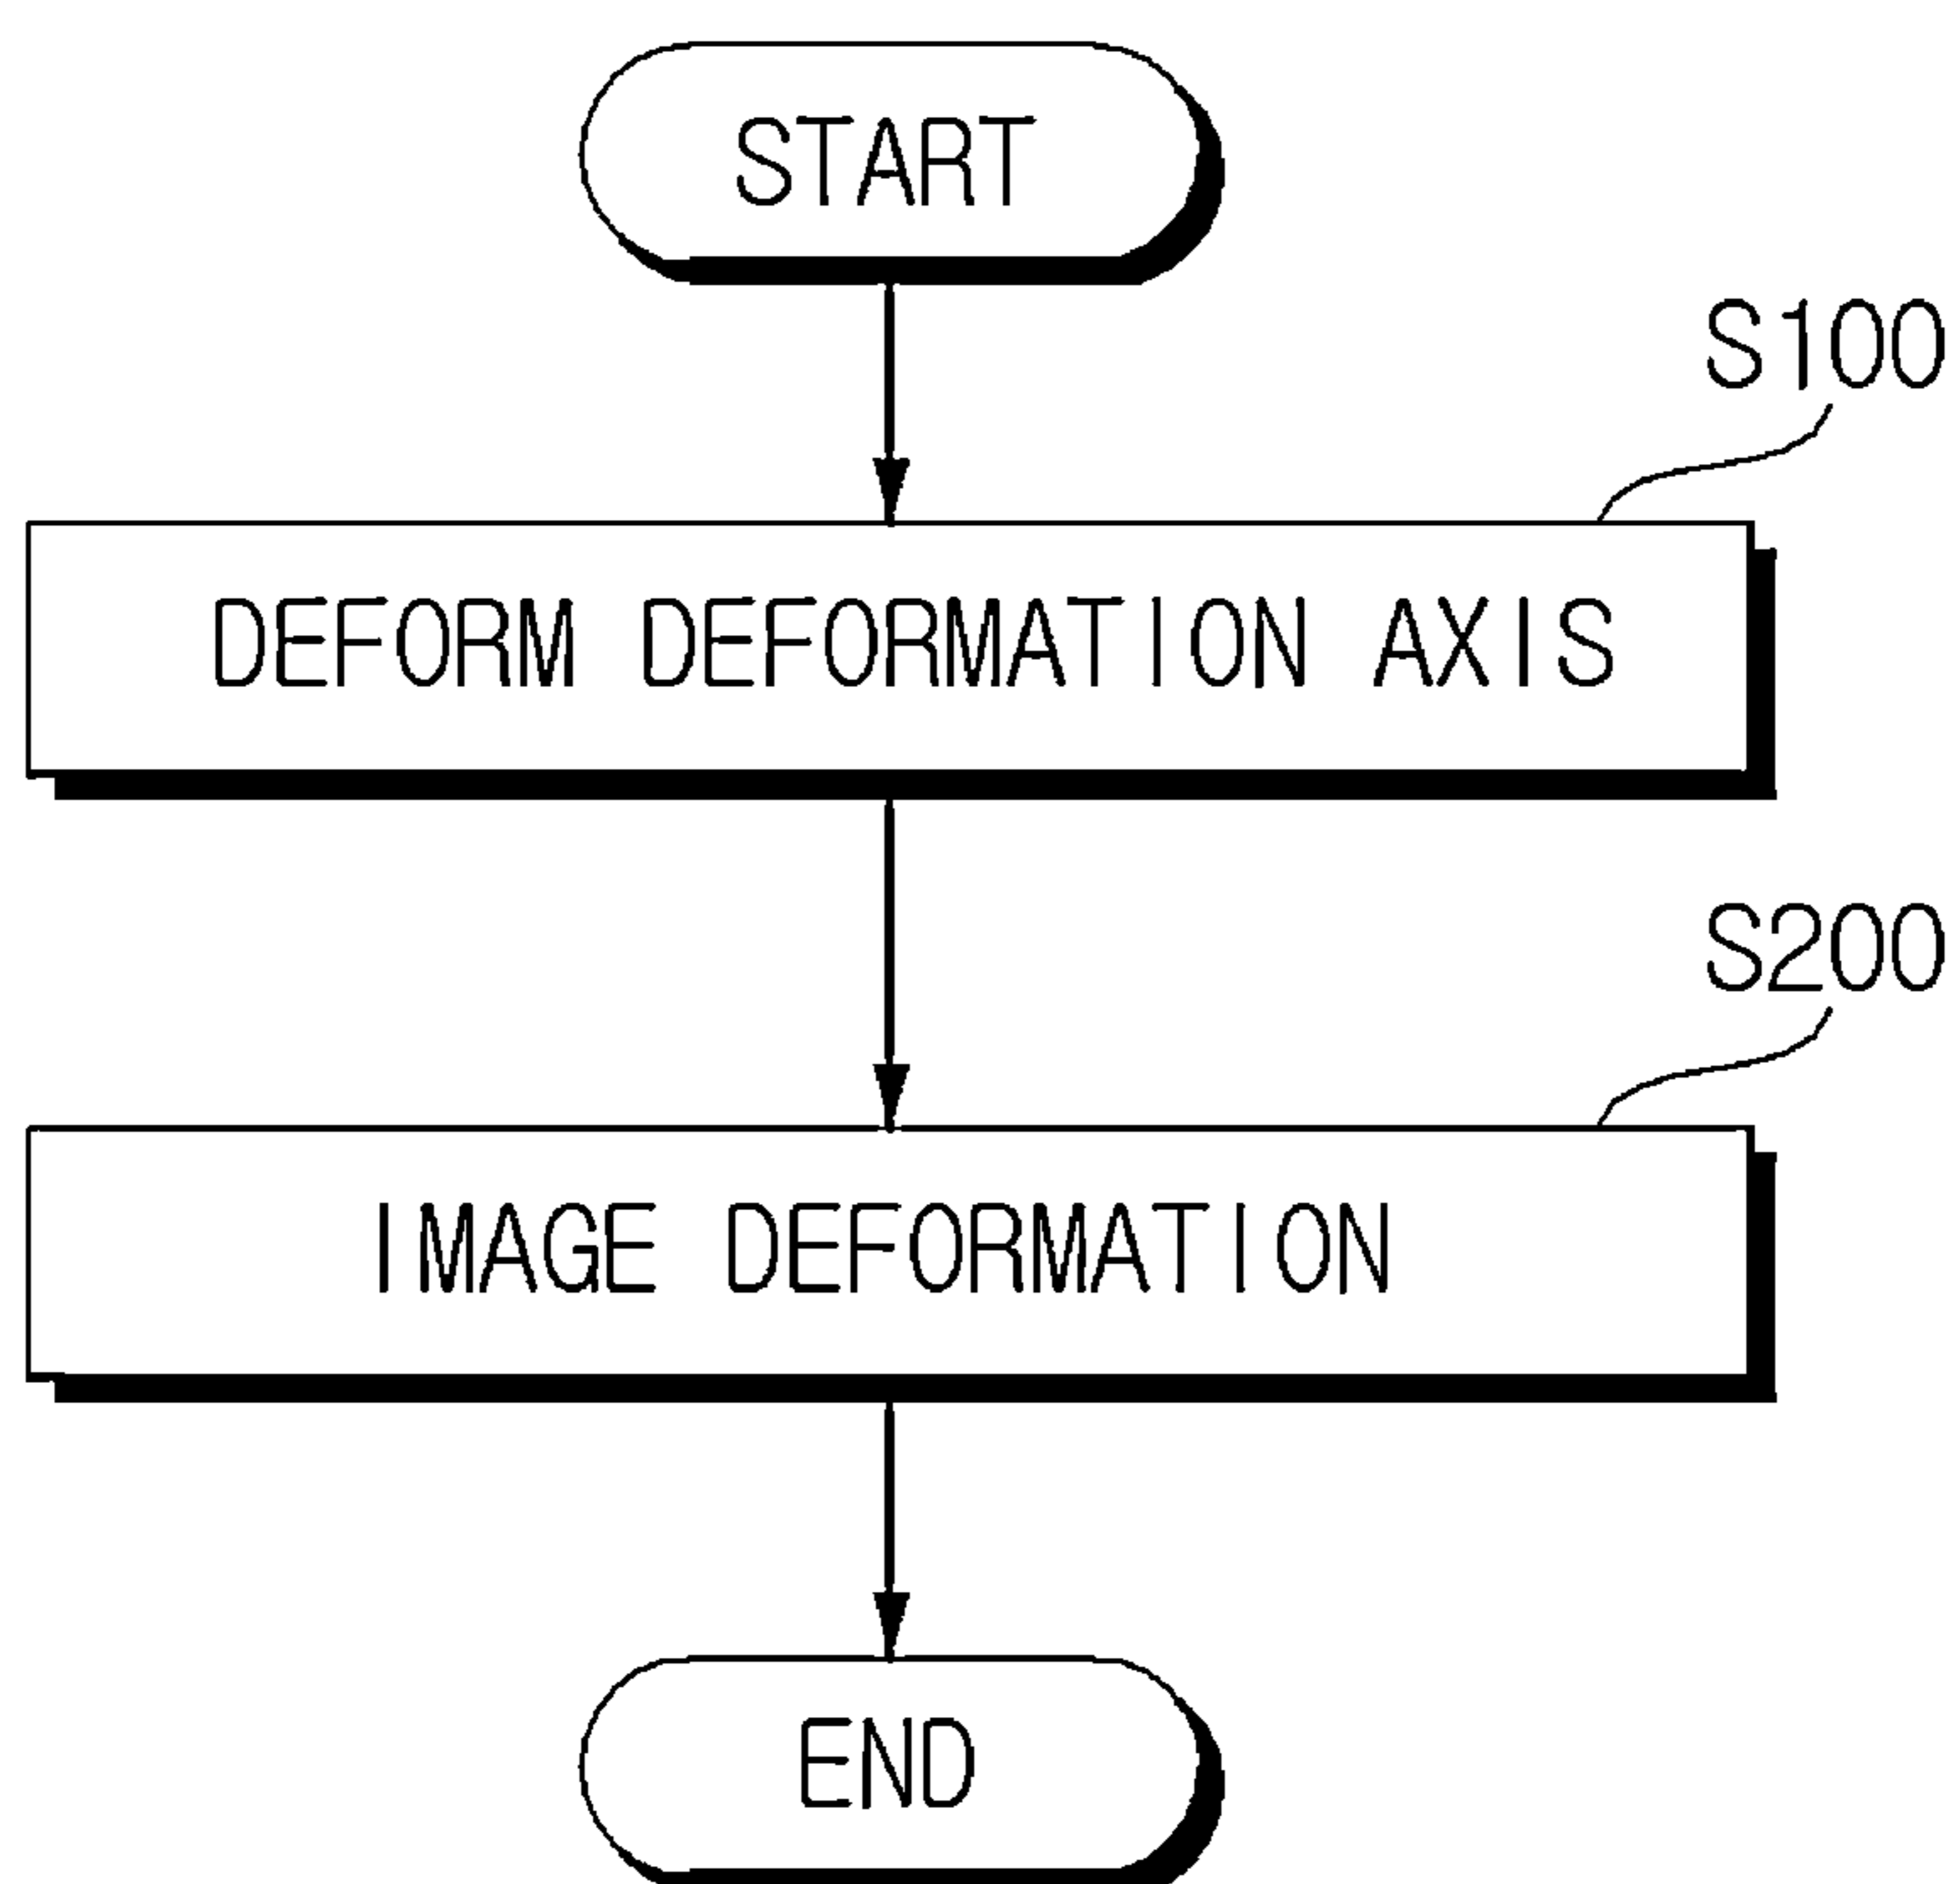 START
S100
DEFORM DEFORMATION AXIS
S200
IMAGE DEFORMATION
END